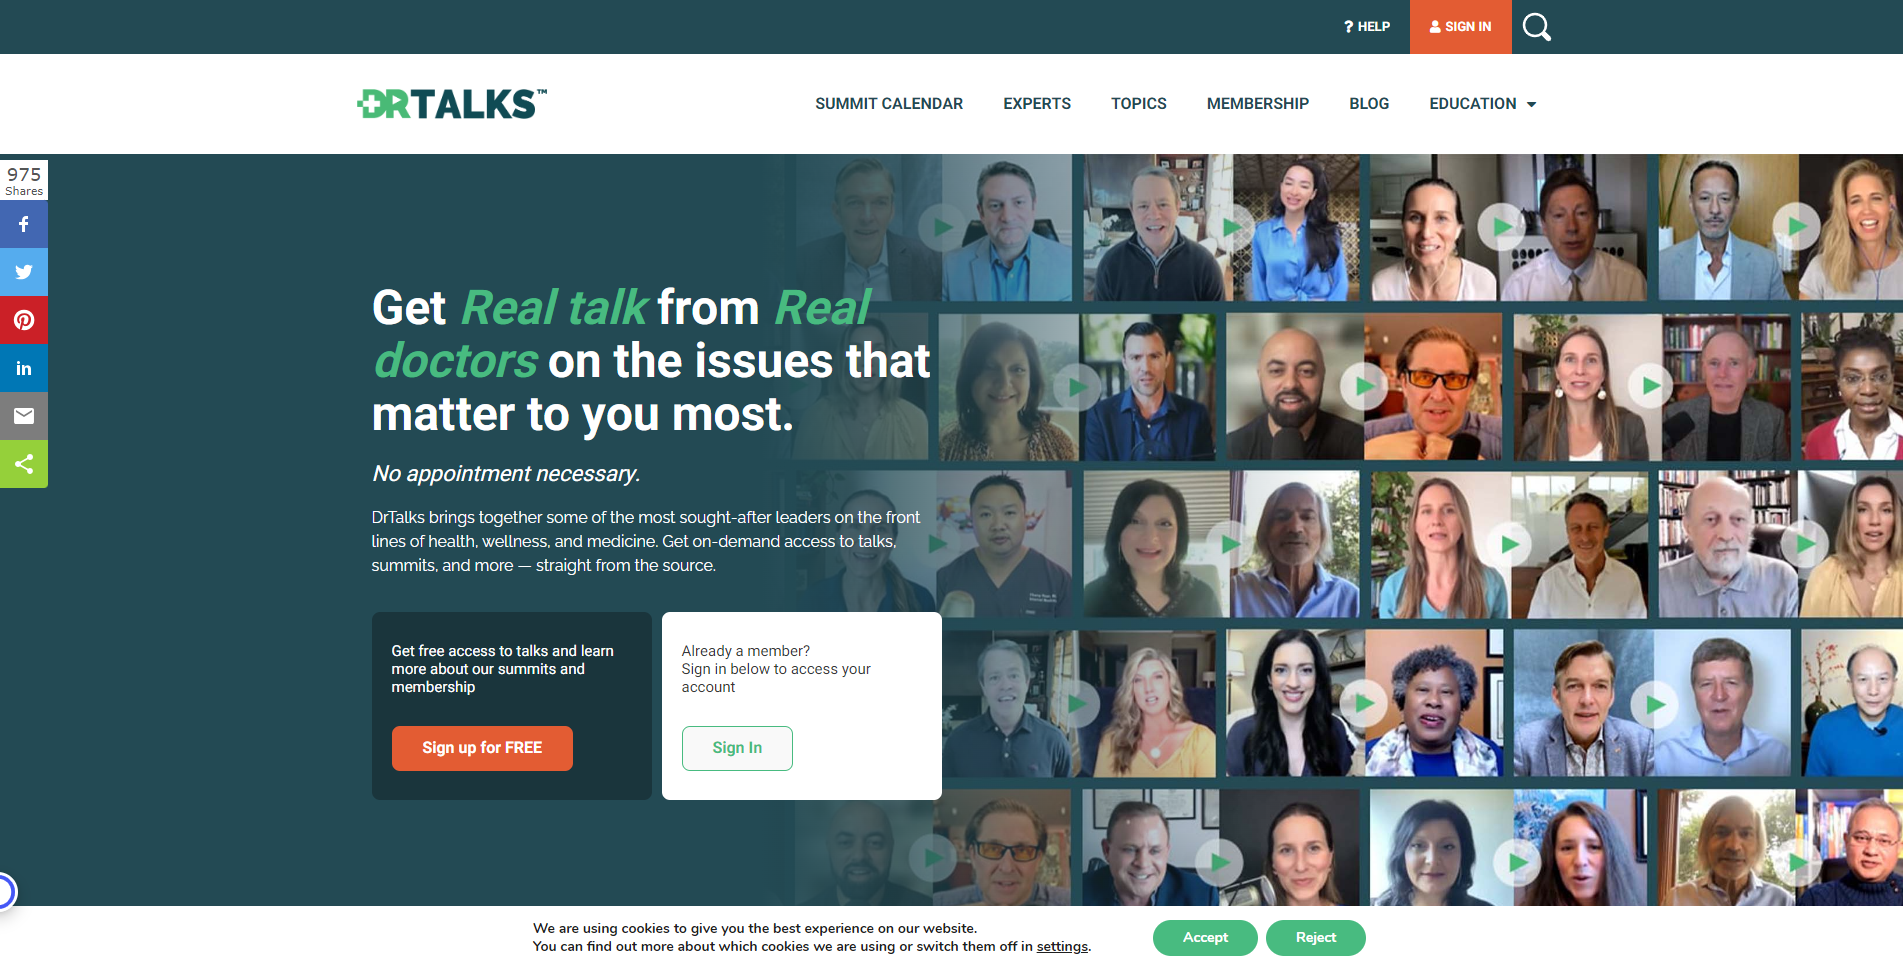 ? HELP
SIGN IN
DRTALKS™
SUMMIT CALENDAR
EXPERTS
TOPICS
MEMBERSHIP
BLOG
EDUCATION
975
Shares
f
in
Get Real talk from Real
doctors on the issues that
matter to you most.
No appointment necessary.
DrTalks brings together some of the most sought-after leaders on the front
lines of health, wellness, and medicine. Get on-demand access to talks,
summits, and more — straight from the source.
Get free access to talks and learn
more about our summits and
membership
Sign up for FREE
Already a member?
Sign in below to access your
account
Sign In
We are using cookies to give you the best experience on our website.
You can find out more about which cookies we are using or switch them off in settings.
Accept
Reject